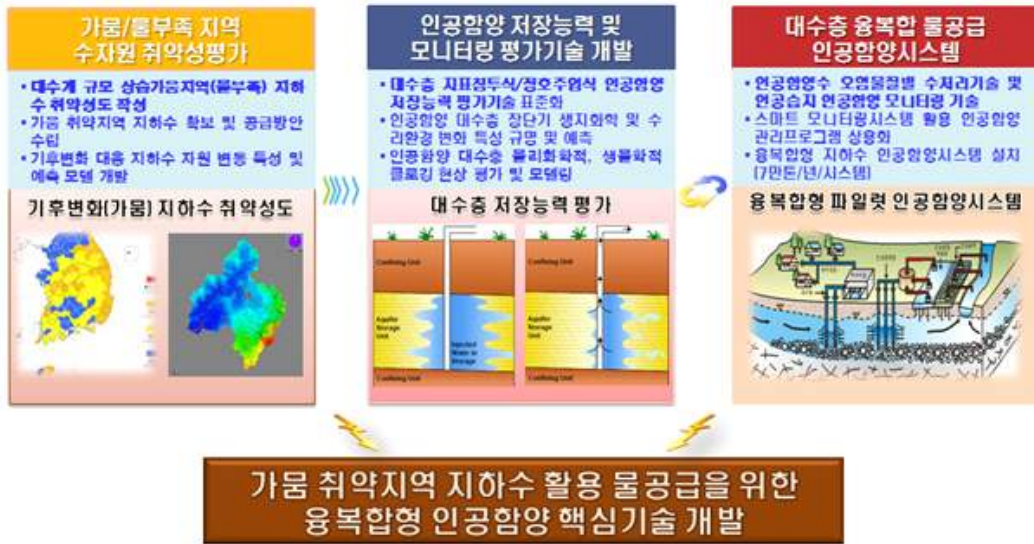 가뭄/물부족 지역
수자원 취약성평가
• 대수계 규모 상습가뭄지역(물부족) 지하
수 취약성도 작성
• 가뭄 취약지역 지하수 확보 및 공급방안
수립
• 기후변화 대응 지하수 자원 변동 특성 및
예측 모델 개발
기후변화(가뭄) 지하수 취약성도
인공함양 저장능력 및
모니터링 평가기술 개발
• 대수층 지표침투식/정호주입식 인공함양
저장능력 평가기술 표준화
• 인공함양 대수층 장단기 생지화학 및 수
리환경 변화 특성 규명 및 예측
• 인공함양 대수층 물리화학적, 생물학적
클로깅 현상 평가 및 모델링
대수층 저장능력 평가
Confining Unit
Aquifer
Storage
Unit
Injected
Water in
Storage
Confining Unit
Confining Unit
Aquifer
Storage
Unit
Confining Unit
대수층 융복합 물공급
인공함양시스템
• 인공함양수 오염물질별 수처리기술 및
인공습지 인공함양 모니터링 기술
• 스마트 모니터링시스템 활용 인공함양
관리프로그램 상용화
• 융복합형 지하수 인공함양시스템 설치
(7만톤/년/시스템)
융복합형 파일럿 인공함양시스템
가뭄 취약지역 지하수 활용 물공급을 위한
융복합형 인공함양 핵심기술 개발